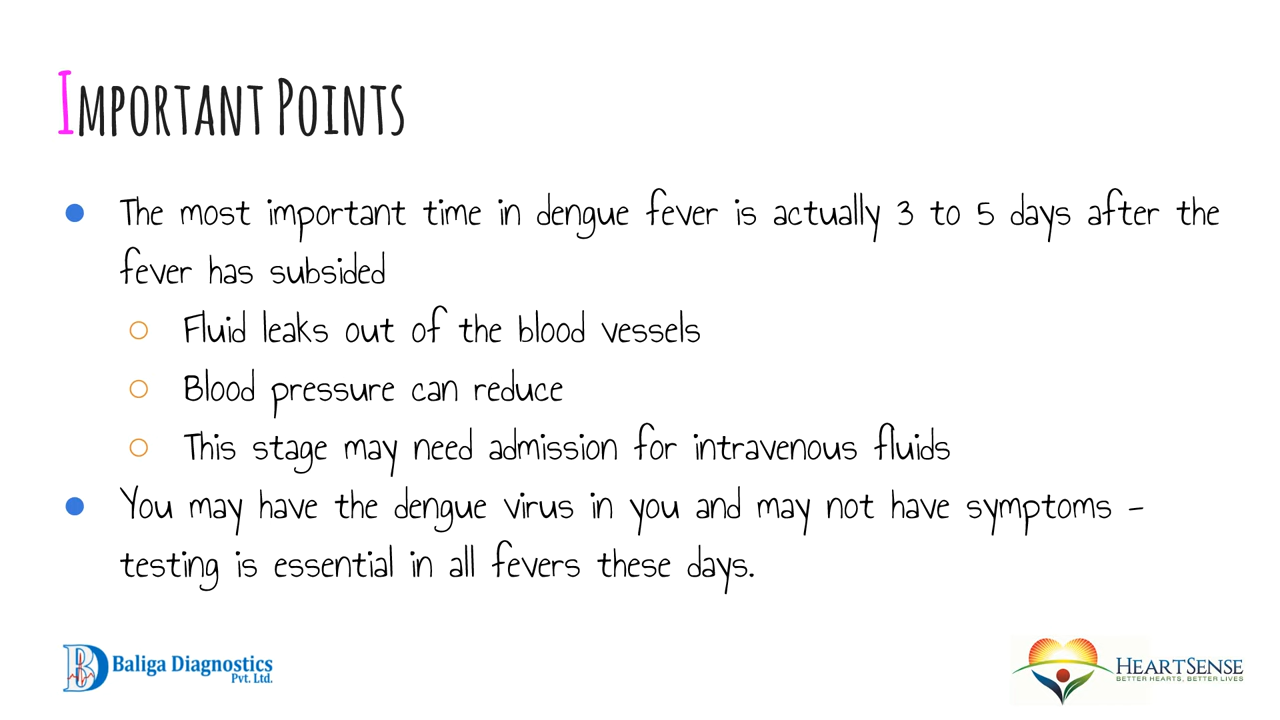 Important Points
● The most important time in dengue fever is actually 3 to 5 days after the
fever has subsided
○ Fluid leaks out of the blood vessels
○ Blood pressure can reduce
○ This stage may need admission for intravenous fluids
● You may have the dengue virus in you and may not have symptoms -
testing is essential in all fevers these days.
Baliga Diagnostics
Pvt. Ltd.
HeartSense
Better Hearts, Better Lives